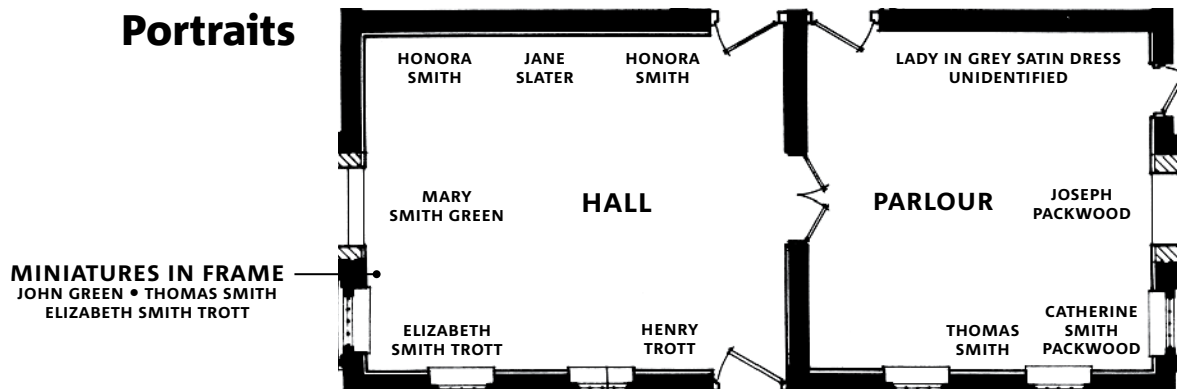 Portraits
HONORA
SMITH
JANE
SLATER
HONORA
SMITH
LADY IN GREY SATIN DRESS
UNIDENTIFIED
MARY
SMITH GREEN
HALL
PARLOUR
JOSEPH
PACKWOOD
MINIATURES IN FRAME
JOHN GREEN • THOMAS SMITH
ELIZABETH SMITH TROTT
ELIZABETH
SMITH TROTT
HENRY
TROTT
THOMAS
SMITH
CATHERINE
SMITH
PACKWOOD